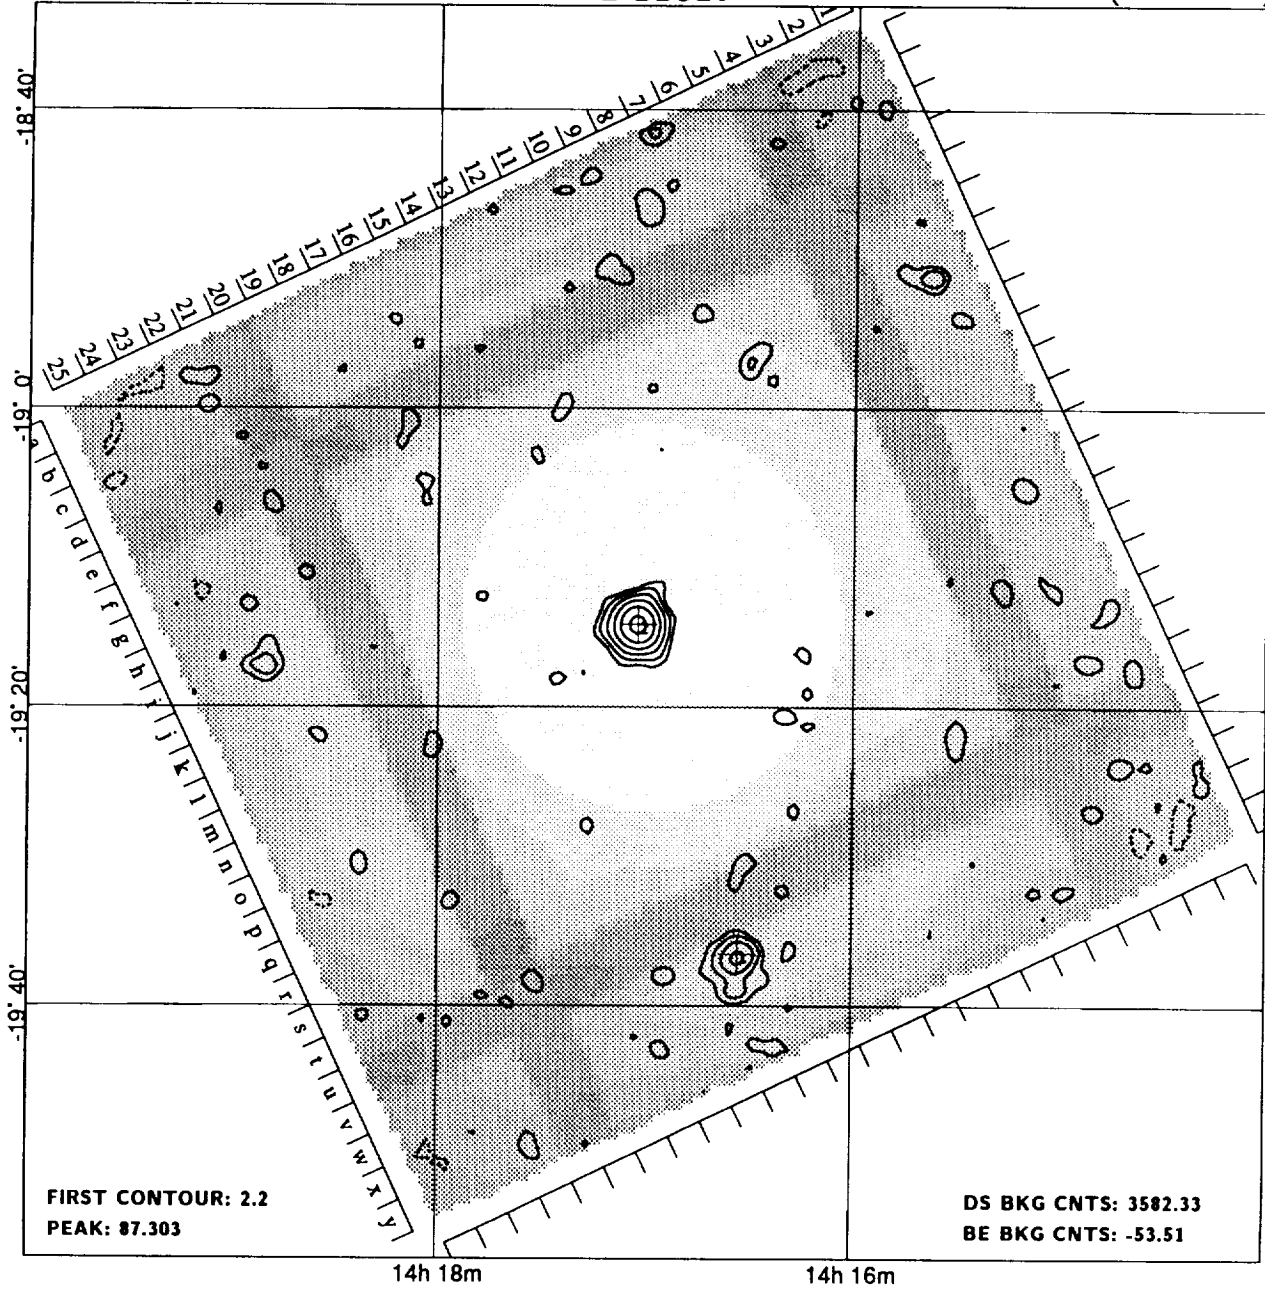 1
2
3
4
5
6
7
8
9
10
11
12
13
14
15
16
17
18
19
20
21
22
23
24
25
-18° 40'
-19° 0'
-19° 20'
-19° 40'
b
c
d
e
f
g
h
i
j
k
l
m
n
o
p
q
r
s
t
u
v
w
x
y
FIRST CONTOUR: 2.2
PEAK: 87.303
DS BKG CNTS: 3582.33
BE BKG CNTS: -53.51
14h 18m
14h 16m